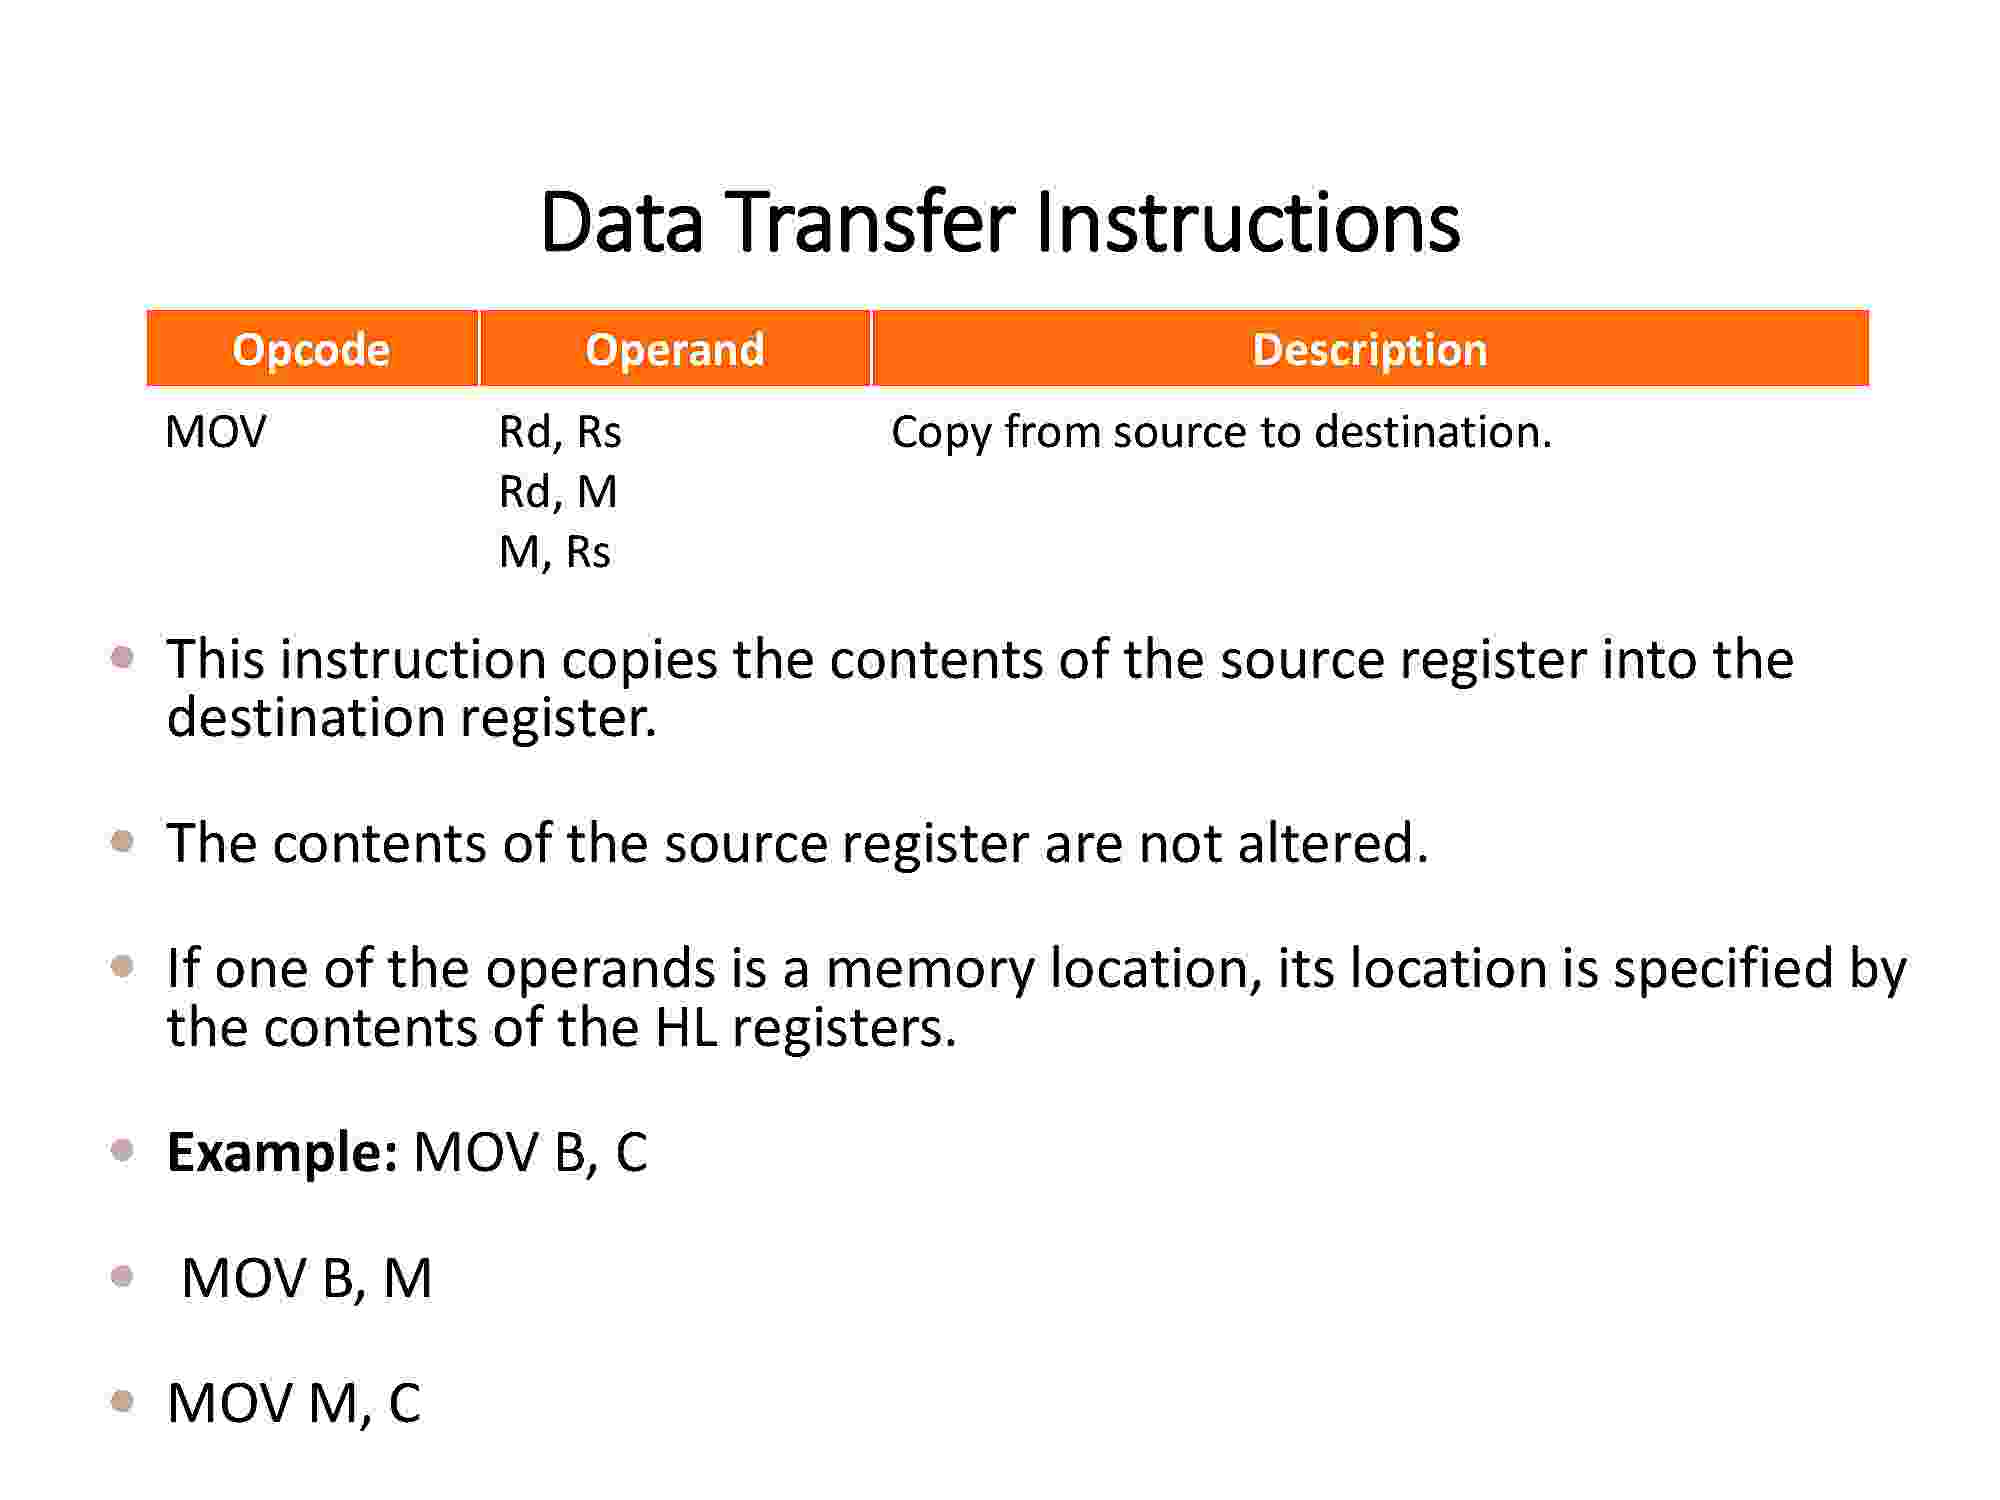 Data Transfer Instructions
Opcode Operand Description
MOV Rd, Rs Copy from source to destination.
Rd, M
M, Rs
This instruction copies the contents of the source register into the
destination register.
The contents of the source register are not altered.
If one of the operands is a memory location, its location is specified by
the contents of the HL registers.
Example: MOV B, C
MOV B, M
MOV M, C